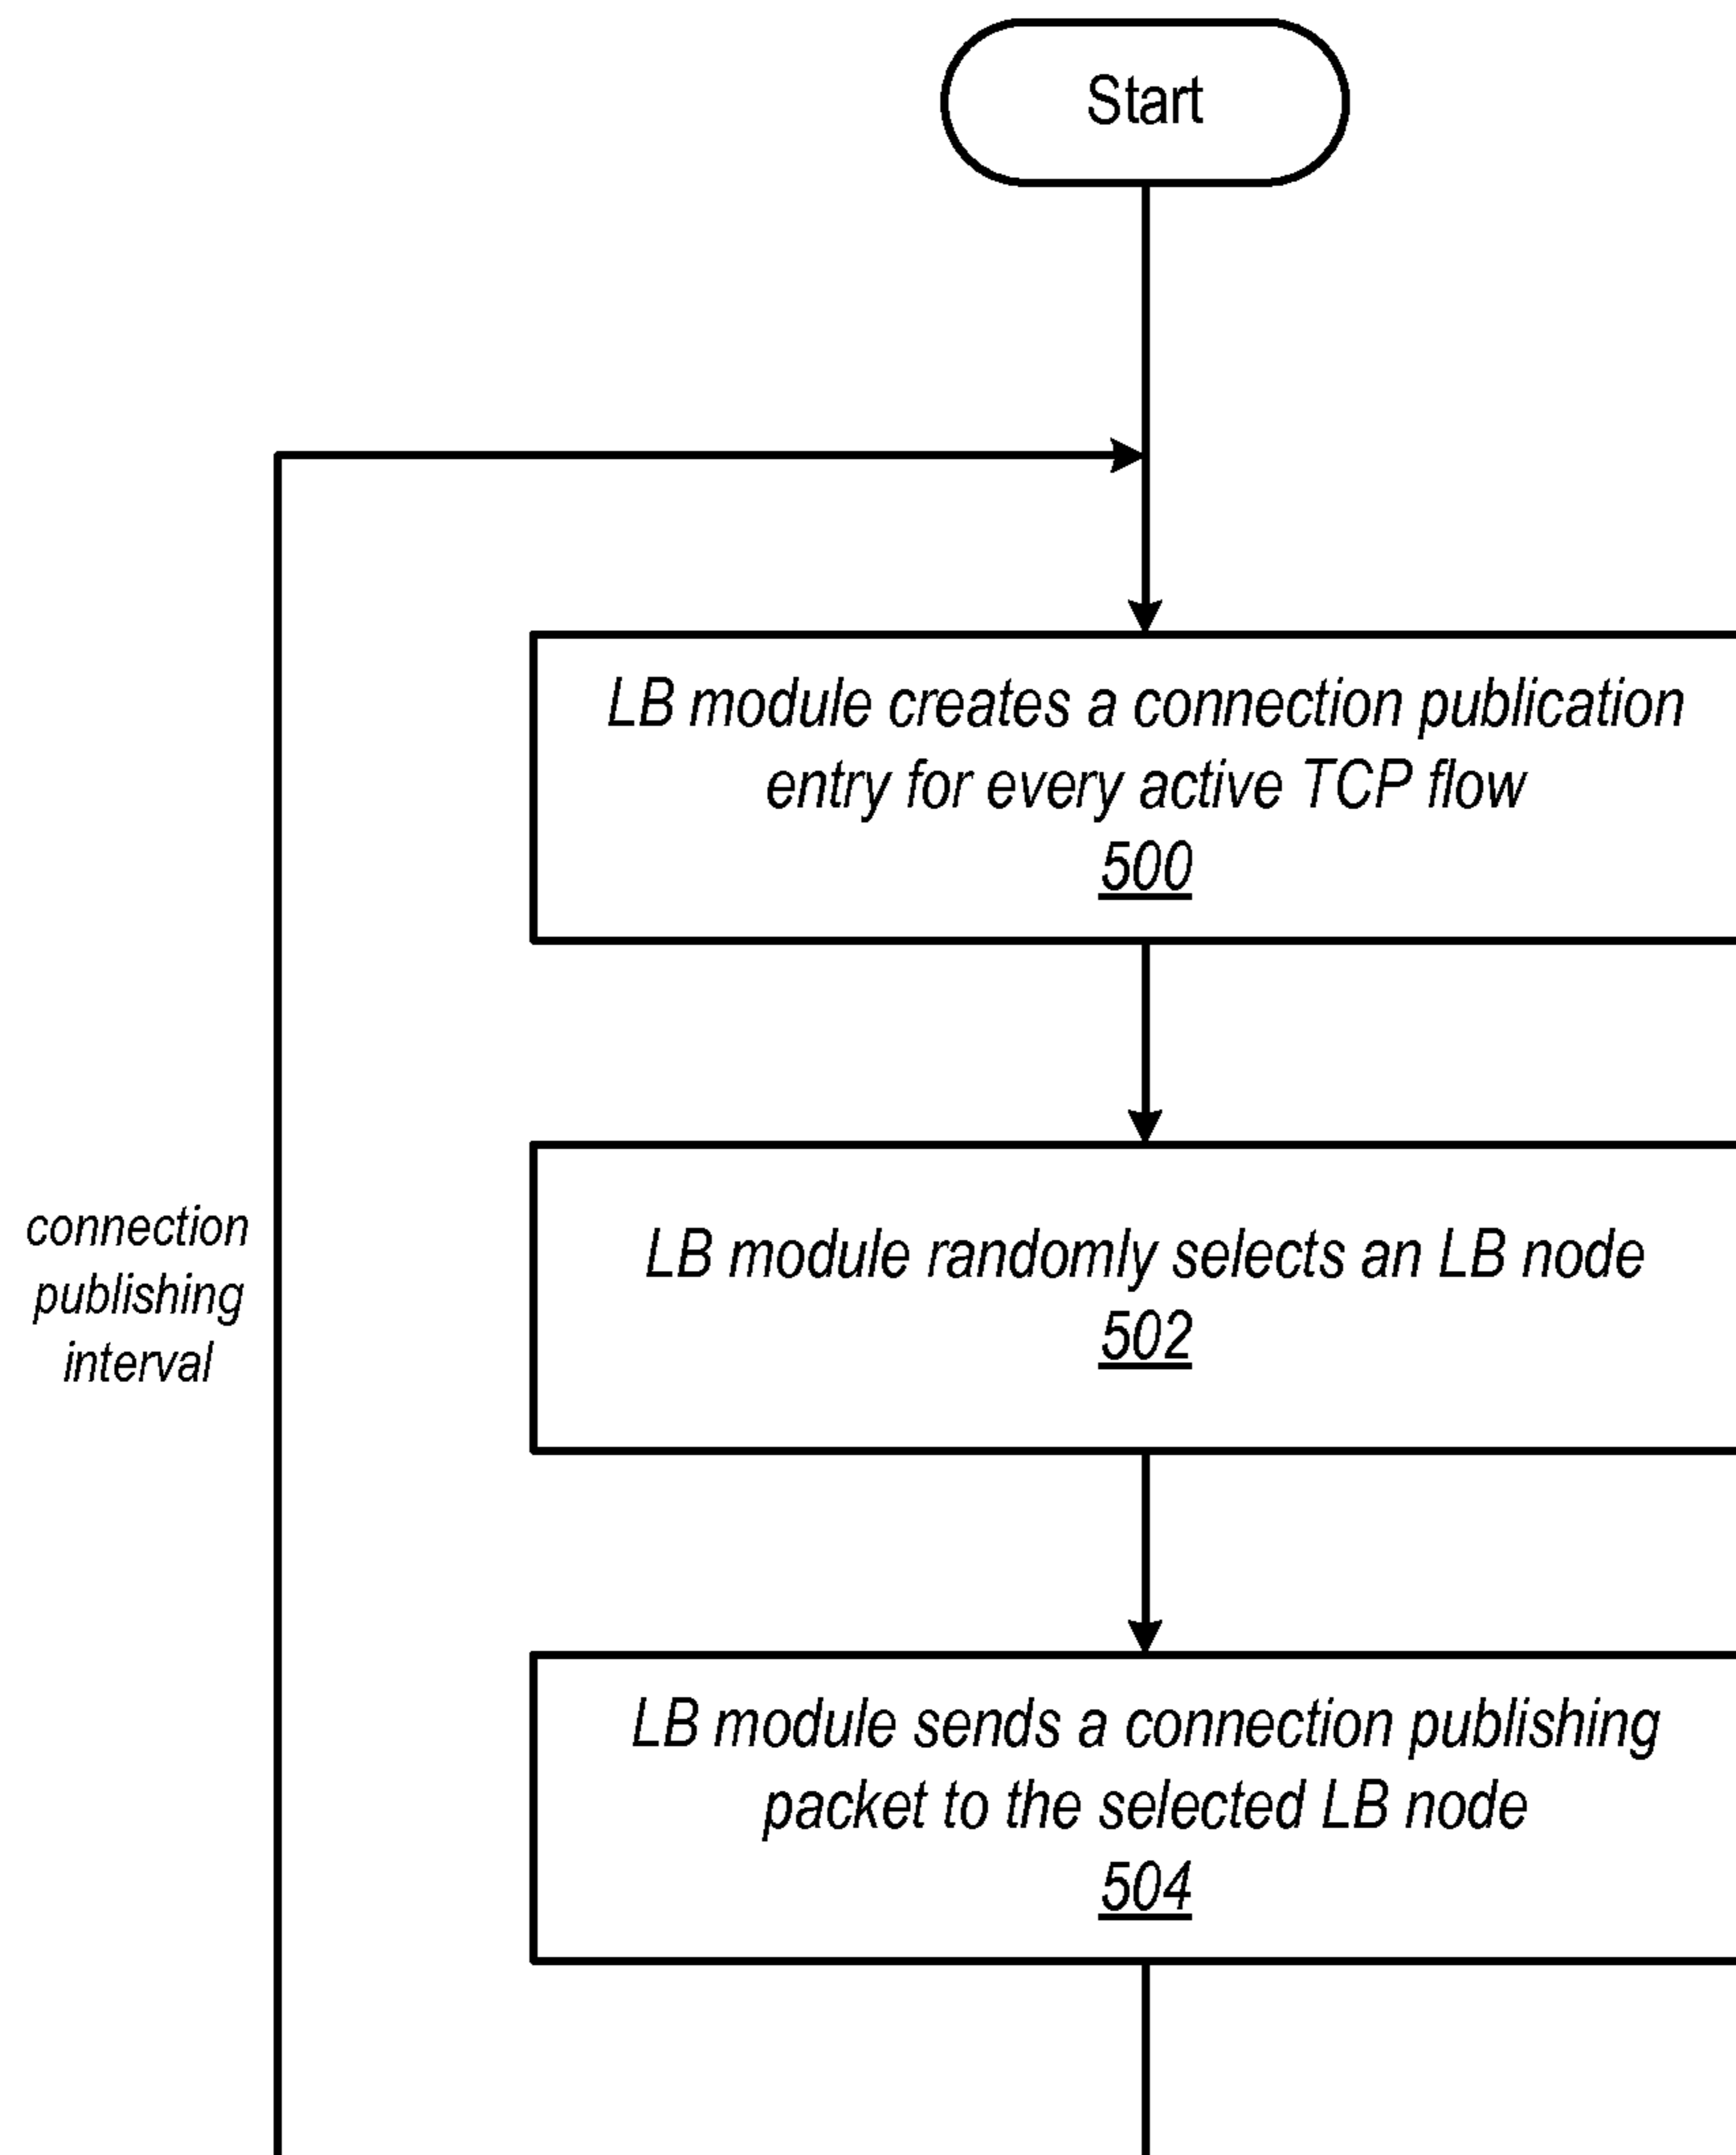 Start
LB module creates a connection publication
entry for every active TCP flow
500
connection
publishing
interval
LB module randomly selects an LB node
502
LB module sends a connection publishing
packet to the selected LB node
504